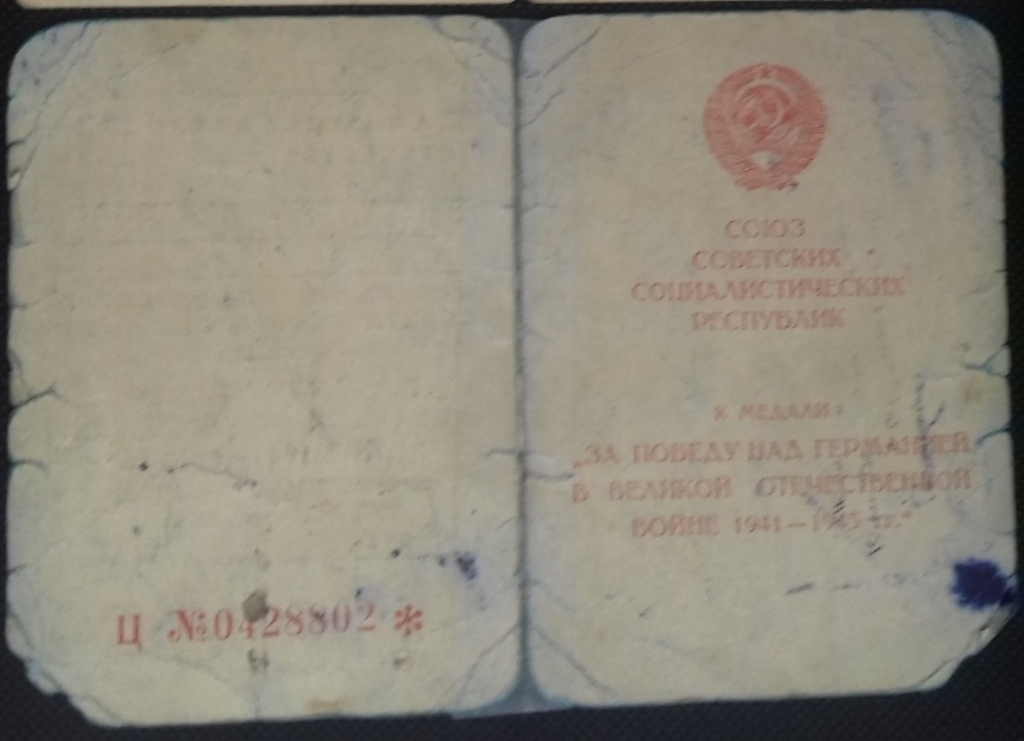 Ц №0428802 *
СОЮЗ
СОВЕТСКИХ
СОЦИАЛИСТИЧЕСКИХ
РЕСПУБЛИК
К МЕДАЛИ
„ЗА ПОБЕДУ НАД ГЕРМАНИЕЙ
В ВЕЛИКОЙ ОТЕЧЕСТВЕННОЙ
ВОЙНЕ 1941—1945 гг.“